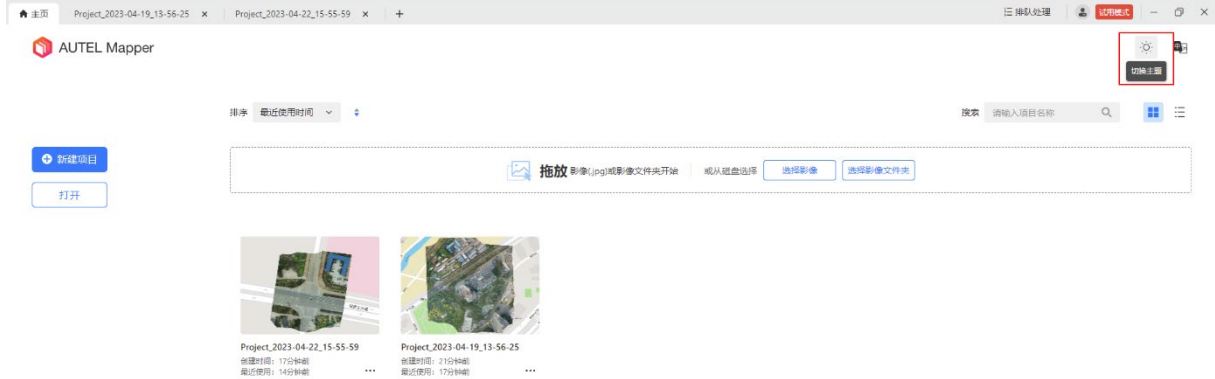 主页 Project_2023-04-19_13-56-25 Project_2023-04-22_15-55-59 排队处理 试用模式
AUTEL Mapper
切换主题
排序 最近使用时间 搜索 请输入项目名称
新建项目
拖放 影像(.jpg)或影像文件夹开始 或从磁盘选择 选择影像 选择影像文件夹
打开
Project_2023-04-22_15-55-59 Project_2023-04-19_13-56-25
创建时间：17分钟前 创建时间：21分钟前
最近使用：14分钟前 最近使用：17分钟前